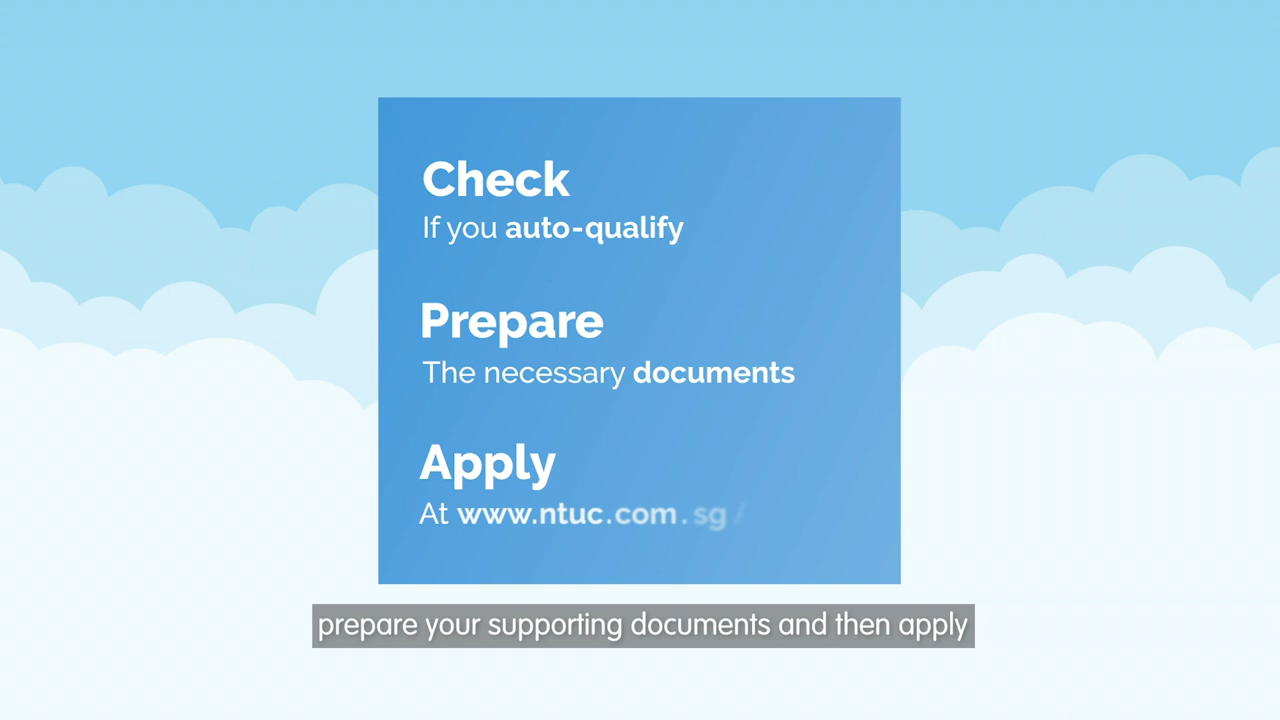 Check
If you auto-qualify
Prepare
The necessary documents
Apply
At www.ntuc.com.sg/
prepare your supporting documents and then apply